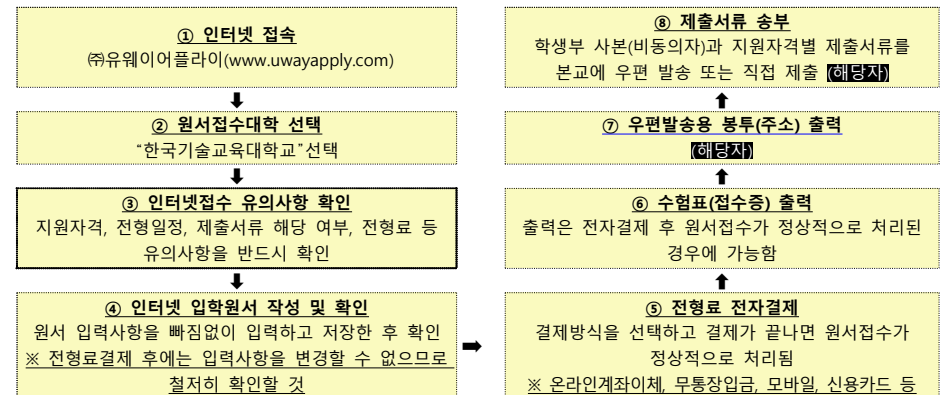 ① 인터넷 접속
㈜유웨이어플라이(www.uwayapply.com)
② 원서접수대학 선택
“한국기술교육대학교”선택
③ 인터넷접수 유의사항 확인
지원자격, 전형일정, 제출서류 해당 여부, 전형료 등
유의사항을 반드시 확인
④ 인터넷 입학원서 작성 및 확인
원서 입력사항을 빠짐없이 입력하고 저장한 후 확인
※ 전형료결제 후에는 입력사항을 변경할 수 없으므로
철저히 확인할 것
⑤ 전형료 전자결제
결제방식을 선택하고 결제가 끝나면 원서접수가
정상적으로 처리됨
※ 온라인계좌이체, 무통장입금, 모바일, 신용카드 등
⑥ 수험표(접수증) 출력
출력은 전자결제 후 원서접수가 정상적으로 처리된
경우에 가능함
⑦ 우편발송용 봉투(주소) 출력
(해당자)
⑧ 제출서류 송부
학생부 사본(비동의자)과 지원자격별 제출서류를
본교에 우편 발송 또는 직접 제출 (해당자)